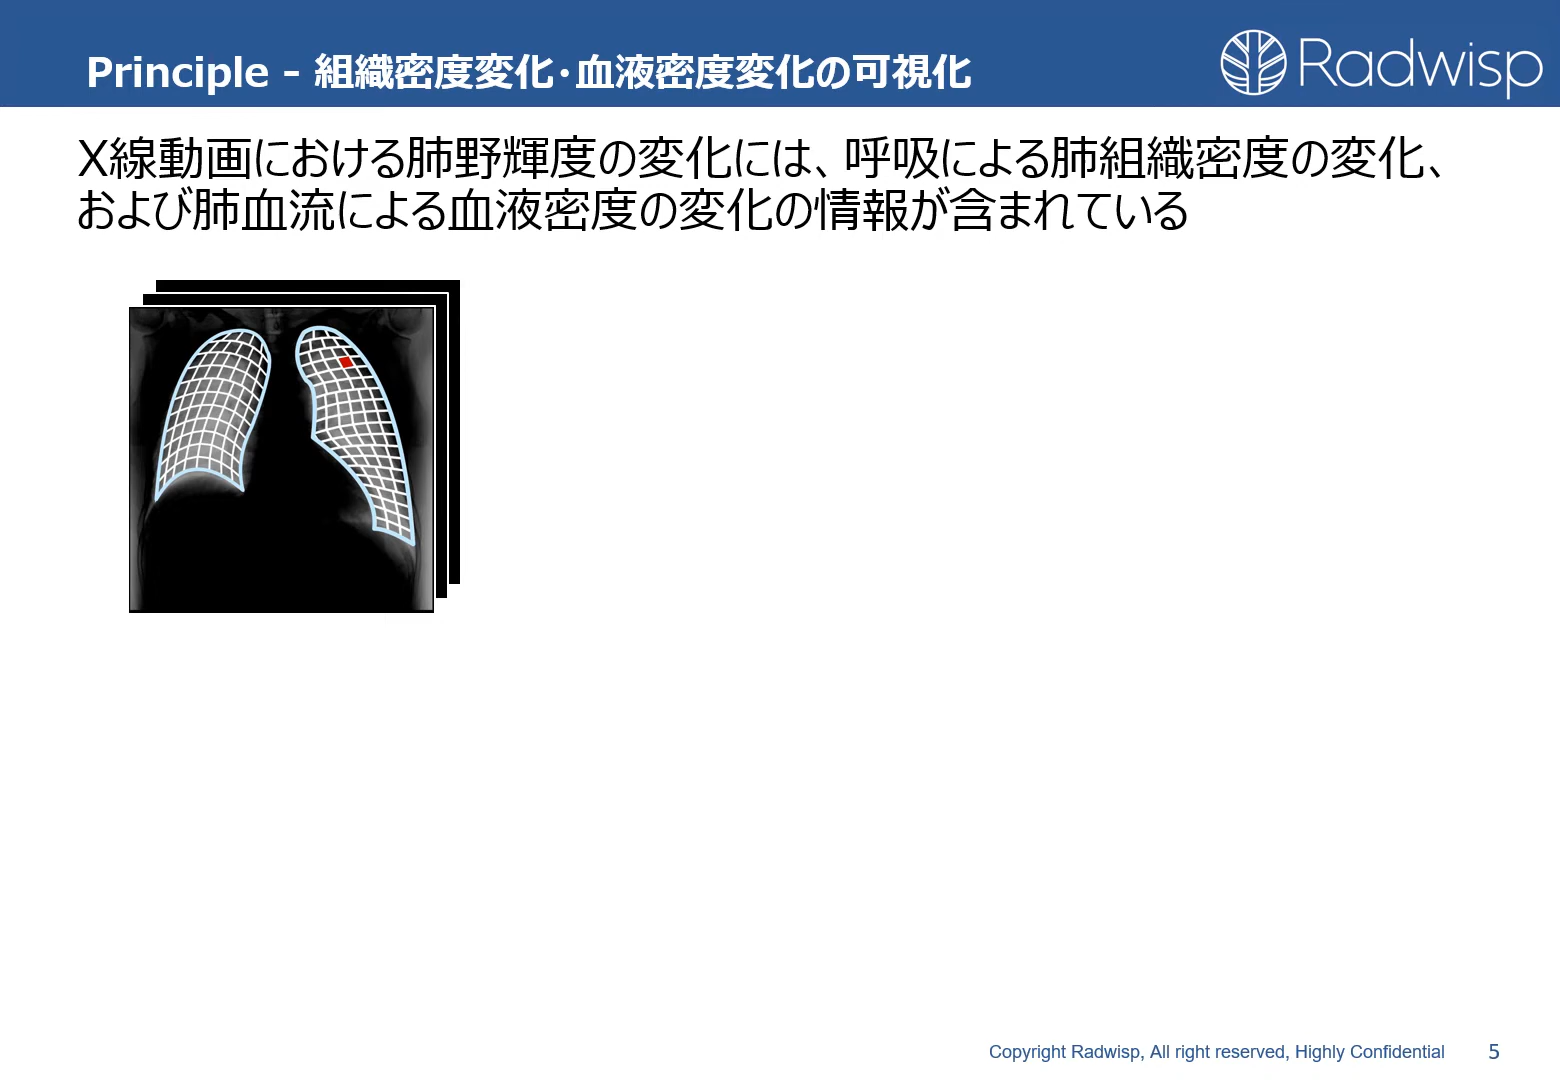 Principle - 組織密度変化・血液密度変化の可視化
Radwisp
X線動画における肺野輝度の変化には、呼吸による肺組織密度の変化、
および肺血流による血液密度の変化の情報が含まれている
Copyright Radwisp, All right reserved, Highly Confidential
5